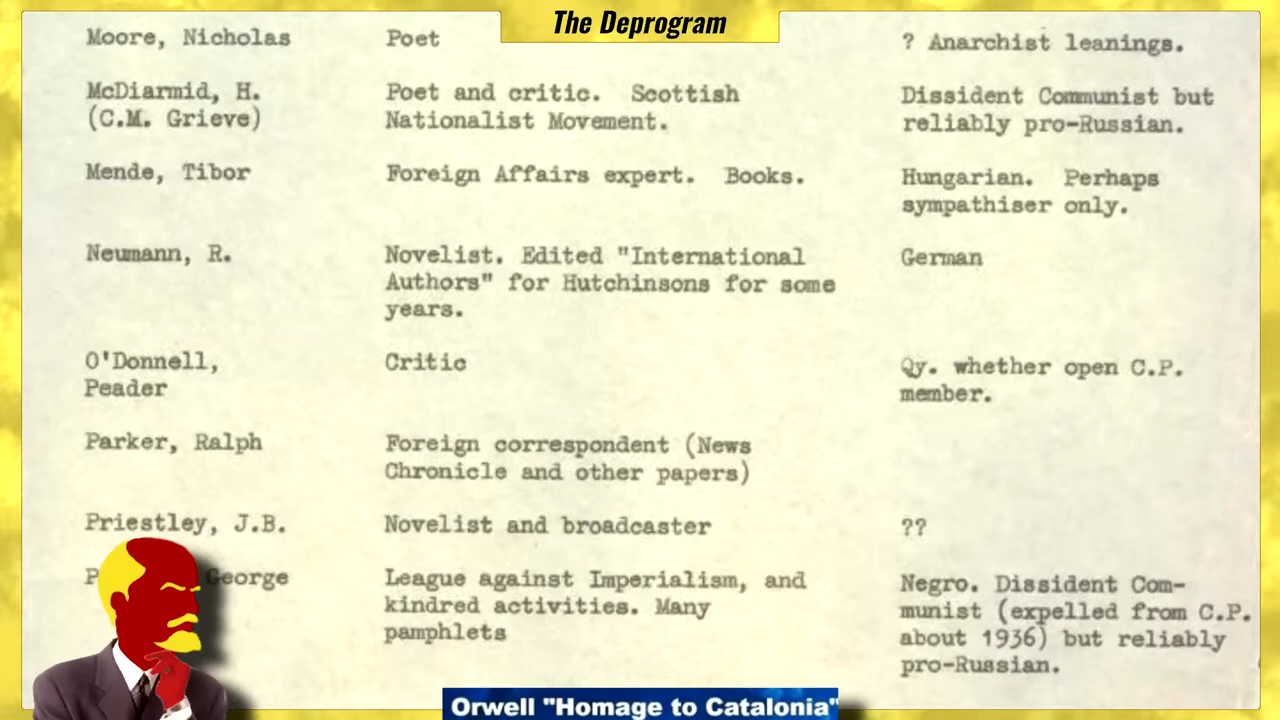 The Deprogram
Moore, Nicholas Poet ? Anarchist leanings.
McDiarmid, H. Poet and critic. Scottish Dissident Communist but
(C.M. Grieve) Nationalist Movement. reliably pro-Russian.
Mende, Tibor Foreign Affairs expert. Books. Hungarian. Perhaps
sympathiser only.
Neumann, R. Novelist. Edited "International German
Authors" for Hutchinsons for some
years.
O'Donnell, Critic Qy. whether open C.P.
Peader member.
Parker, Ralph Foreign correspondent (News
Chronicle and other papers)
Priestley, J.B. Novelist and broadcaster ??
George League against Imperialism, and Negro. Dissident Com-
kindred activities. Many munist (expelled from C.P.
pamphlets about 1936) but reliably
pro-Russian.
Orwell "Homage to Catalonia"